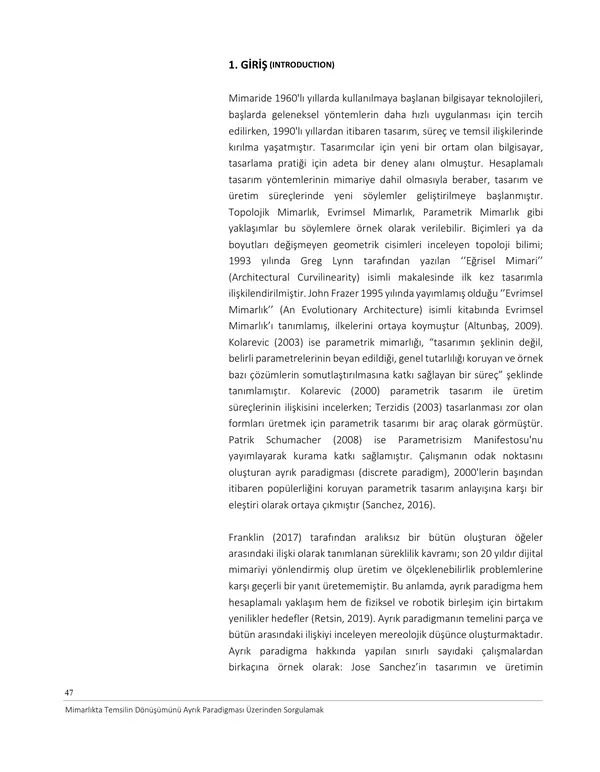 1. GİRİŞ (INTRODUCTION)
Mimaride 1960'lı yıllarda kullanılmaya başlanan bilgisayar teknolojileri,
başlarda geleneksel yöntemlerin daha hızlı uygulanması için tercih
edilirken, 1990'lı yıllardan itibaren tasarım, süreç ve temsil ilişkilerinde
kırılma yaşatmıştır. Tasarımcılar için yeni bir ortam olan bilgisayar,
tasarlama pratiği için adeta bir deney alanı olmuştur. Hesaplamalı
tasarım yöntemlerinin mimariye dahil olmasıyla beraber, tasarım ve
üretim süreçlerinde yeni söylemler geliştirilmeye başlanmıştır.
Topolojik Mimarlık, Evrimsel Mimarlık, Parametrik Mimarlık gibi
yaklaşımlar bu söylemlere örnek olarak verilebilir. Biçimleri ya da
boyutları değişmeyen geometrik cisimleri inceleyen topoloji bilimi;
1993 yılında Greg Lynn tarafından yazılan ‘’Eğrisel Mimari’’
(Architectural Curvilinearity) isimli makalesinde ilk kez tasarımla
ilişkilendirilmiştir. John Frazer 1995 yılında yayımlamış olduğu ‘’Evrimsel
Mimarlık’’ (An Evolutionary Architecture) isimli kitabında Evrimsel
Mimarlık’ı tanımlamış, ilkelerini ortaya koymuştur (Altunbaş, 2009).
Kolarevic (2003) ise parametrik mimarlığı, “tasarımın şeklinin değil,
belirli parametrelerinin beyan edildiği, genel tutarlılığı koruyan ve örnek
bazı çözümlerin somutlaştırılmasına katkı sağlayan bir süreç” şeklinde
tanımlamıştır. Kolarevic (2000) parametrik tasarım ile üretim
süreçlerinin ilişkisini incelerken; Terzidis (2003) tasarlanması zor olan
formları üretmek için parametrik tasarımı bir araç olarak görmüştür.
Patrik Schumacher (2008) ise Parametrisizm Manifestosu'nu
yayımlayarak kurama katkı sağlamıştır. Çalışmanın odak noktasını
oluşturan ayrık paradigması (discrete paradigm), 2000'lerin başından
itibaren popülerliğini koruyan parametrik tasarım anlayışına karşı bir
eleştiri olarak ortaya çıkmıştır (Sanchez, 2016).
Franklin (2017) tarafından aralıksız bir bütün oluşturan öğeler
arasındaki ilişki olarak tanımlanan süreklilik kavramı; son 20 yıldır dijital
mimariyi yönlendirmiş olup üretim ve ölçeklenebilirlik problemlerine
karşı geçerli bir yanıt üretememiştir. Bu anlamda, ayrık paradigma hem
hesaplamalı yaklaşım hem de fiziksel ve robotik birleşim için birtakım
yenilikler hedefler (Retsin, 2019). Ayrık paradigmanın temelini parça ve
bütün arasındaki ilişkiyi inceleyen mereolojik düşünce oluşturmaktadır.
Ayrık paradigma hakkında yapılan sınırlı sayıdaki çalışmalardan
birkaçına örnek olarak: Jose Sanchez’in tasarımın ve üretimin
47
Mimarlıkta Temsilin Dönüşümünü Ayrık Paradigması Üzerinden Sorgulamak